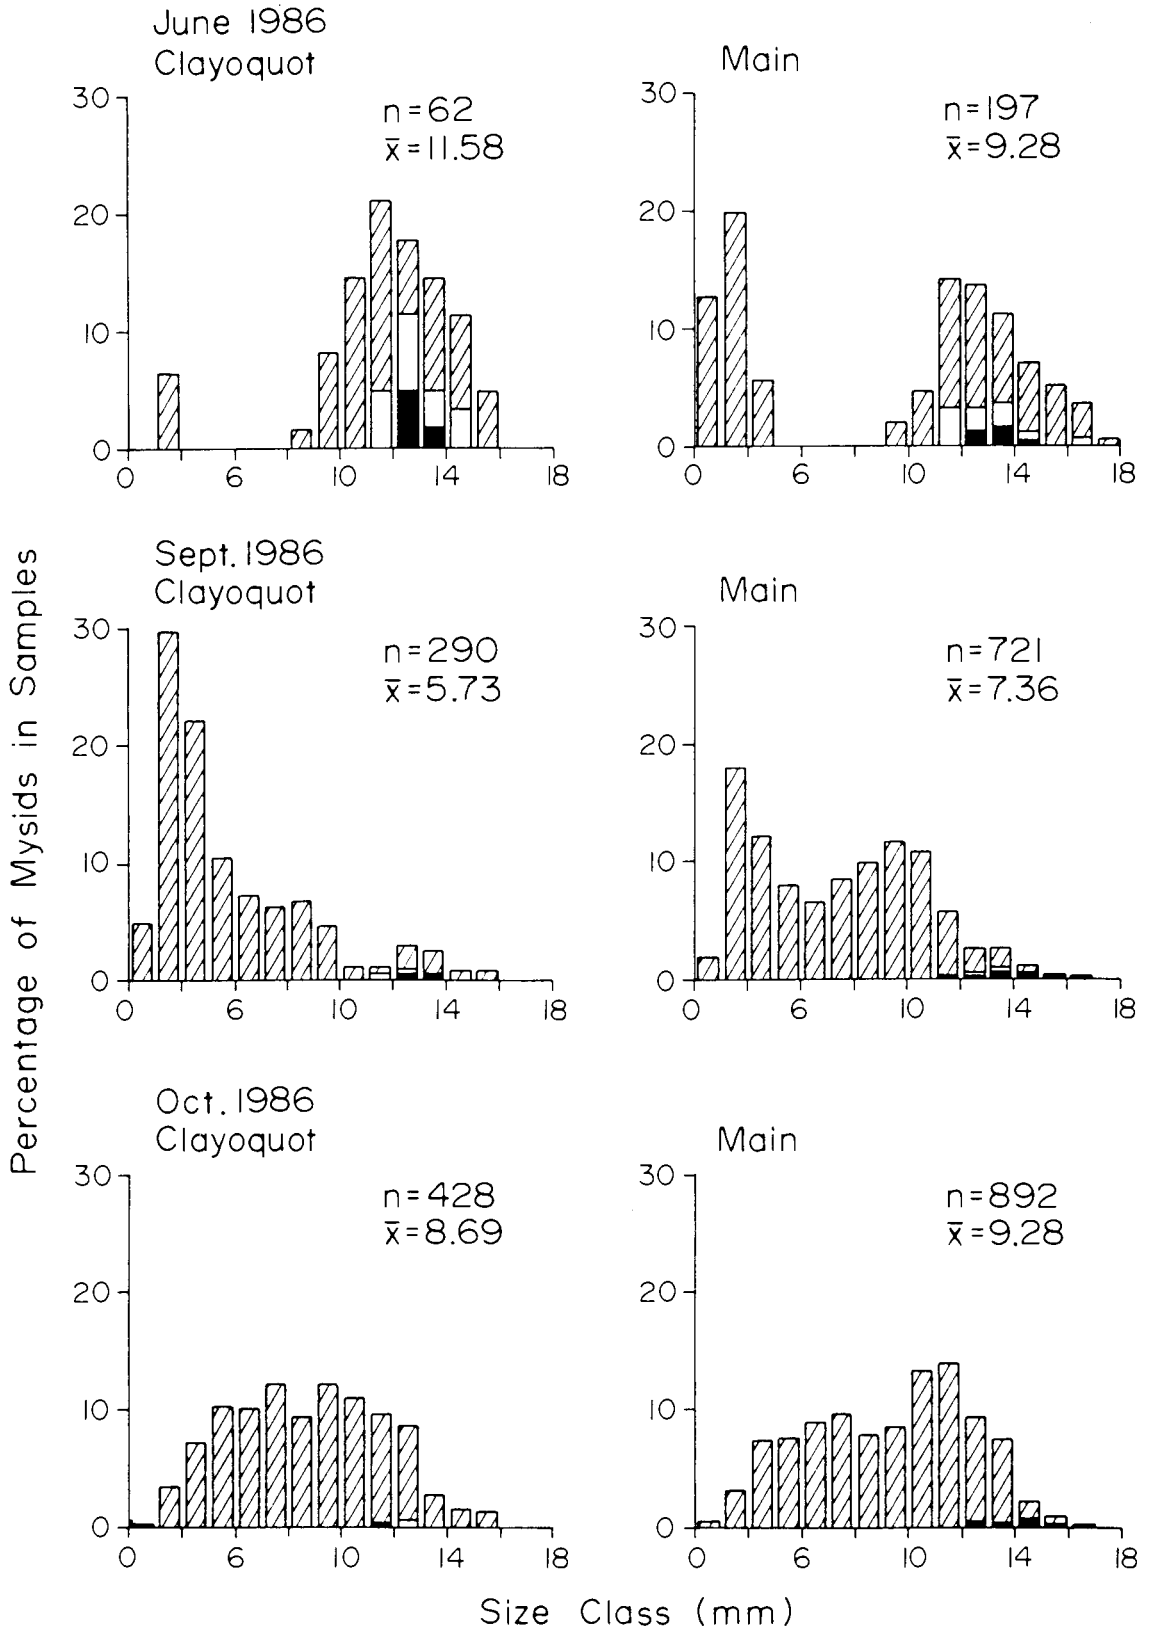 June 1986
Clayoquot
Main
30
20
10
0
n=62
x̄=11.58
0 6 10 14 18
30
20
10
0
n=197
x̄=9.28
0 6 10 14 18
Percentage of Mysids in Samples
Sept. 1986
Clayoquot
Main
30
20
10
0
n=290
x̄=5.73
0 6 10 14 18
30
20
10
0
n=721
x̄=7.36
0 6 10 14 18
Oct. 1986
Clayoquot
Main
30
20
10
0
n=428
x̄=8.69
0 6 10 14 18
30
20
10
0
n=892
x̄=9.28
0 6 10 14 18
Size Class (mm)